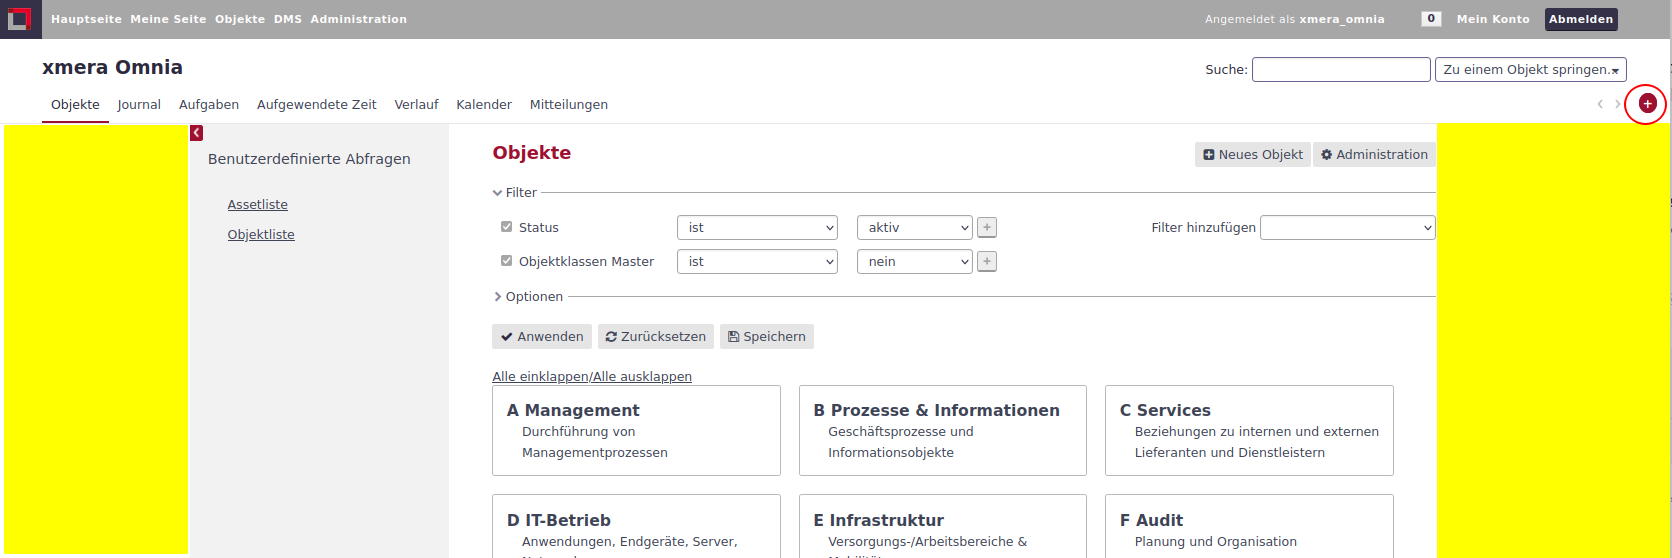 Hauptseite Meine Seite Objekte DMS Administration Angemeldet als xmera_omnia 0 Mein Konto Abmelden
xmera Omnia Suche: Zu einem Objekt springen...
Objekte Journal Aufgaben Aufgewendete Zeit Verlauf Kalender Mitteilungen
Benutzerdefinierte Abfragen
Assetliste
Objektliste
Objekte Neues Objekt Administration
Filter
Status ist aktiv Filter hinzufügen
Objektklassen Master ist nein
Optionen
Anwenden Zurücksetzen Speichern
Alle einklappen/Alle ausklappen
A Management
Durchführung von
Managementprozessen
B Prozesse & Informationen
Geschäftsprozesse und
Informationsobjekte
C Services
Beziehungen zu internen und externen
Lieferanten und Dienstleistern
D IT-Betrieb
Anwendungen, Endgeräte, Server,
E Infrastruktur
Versorgungs-/Arbeitsbereiche &
F Audit
Planung und Organisation